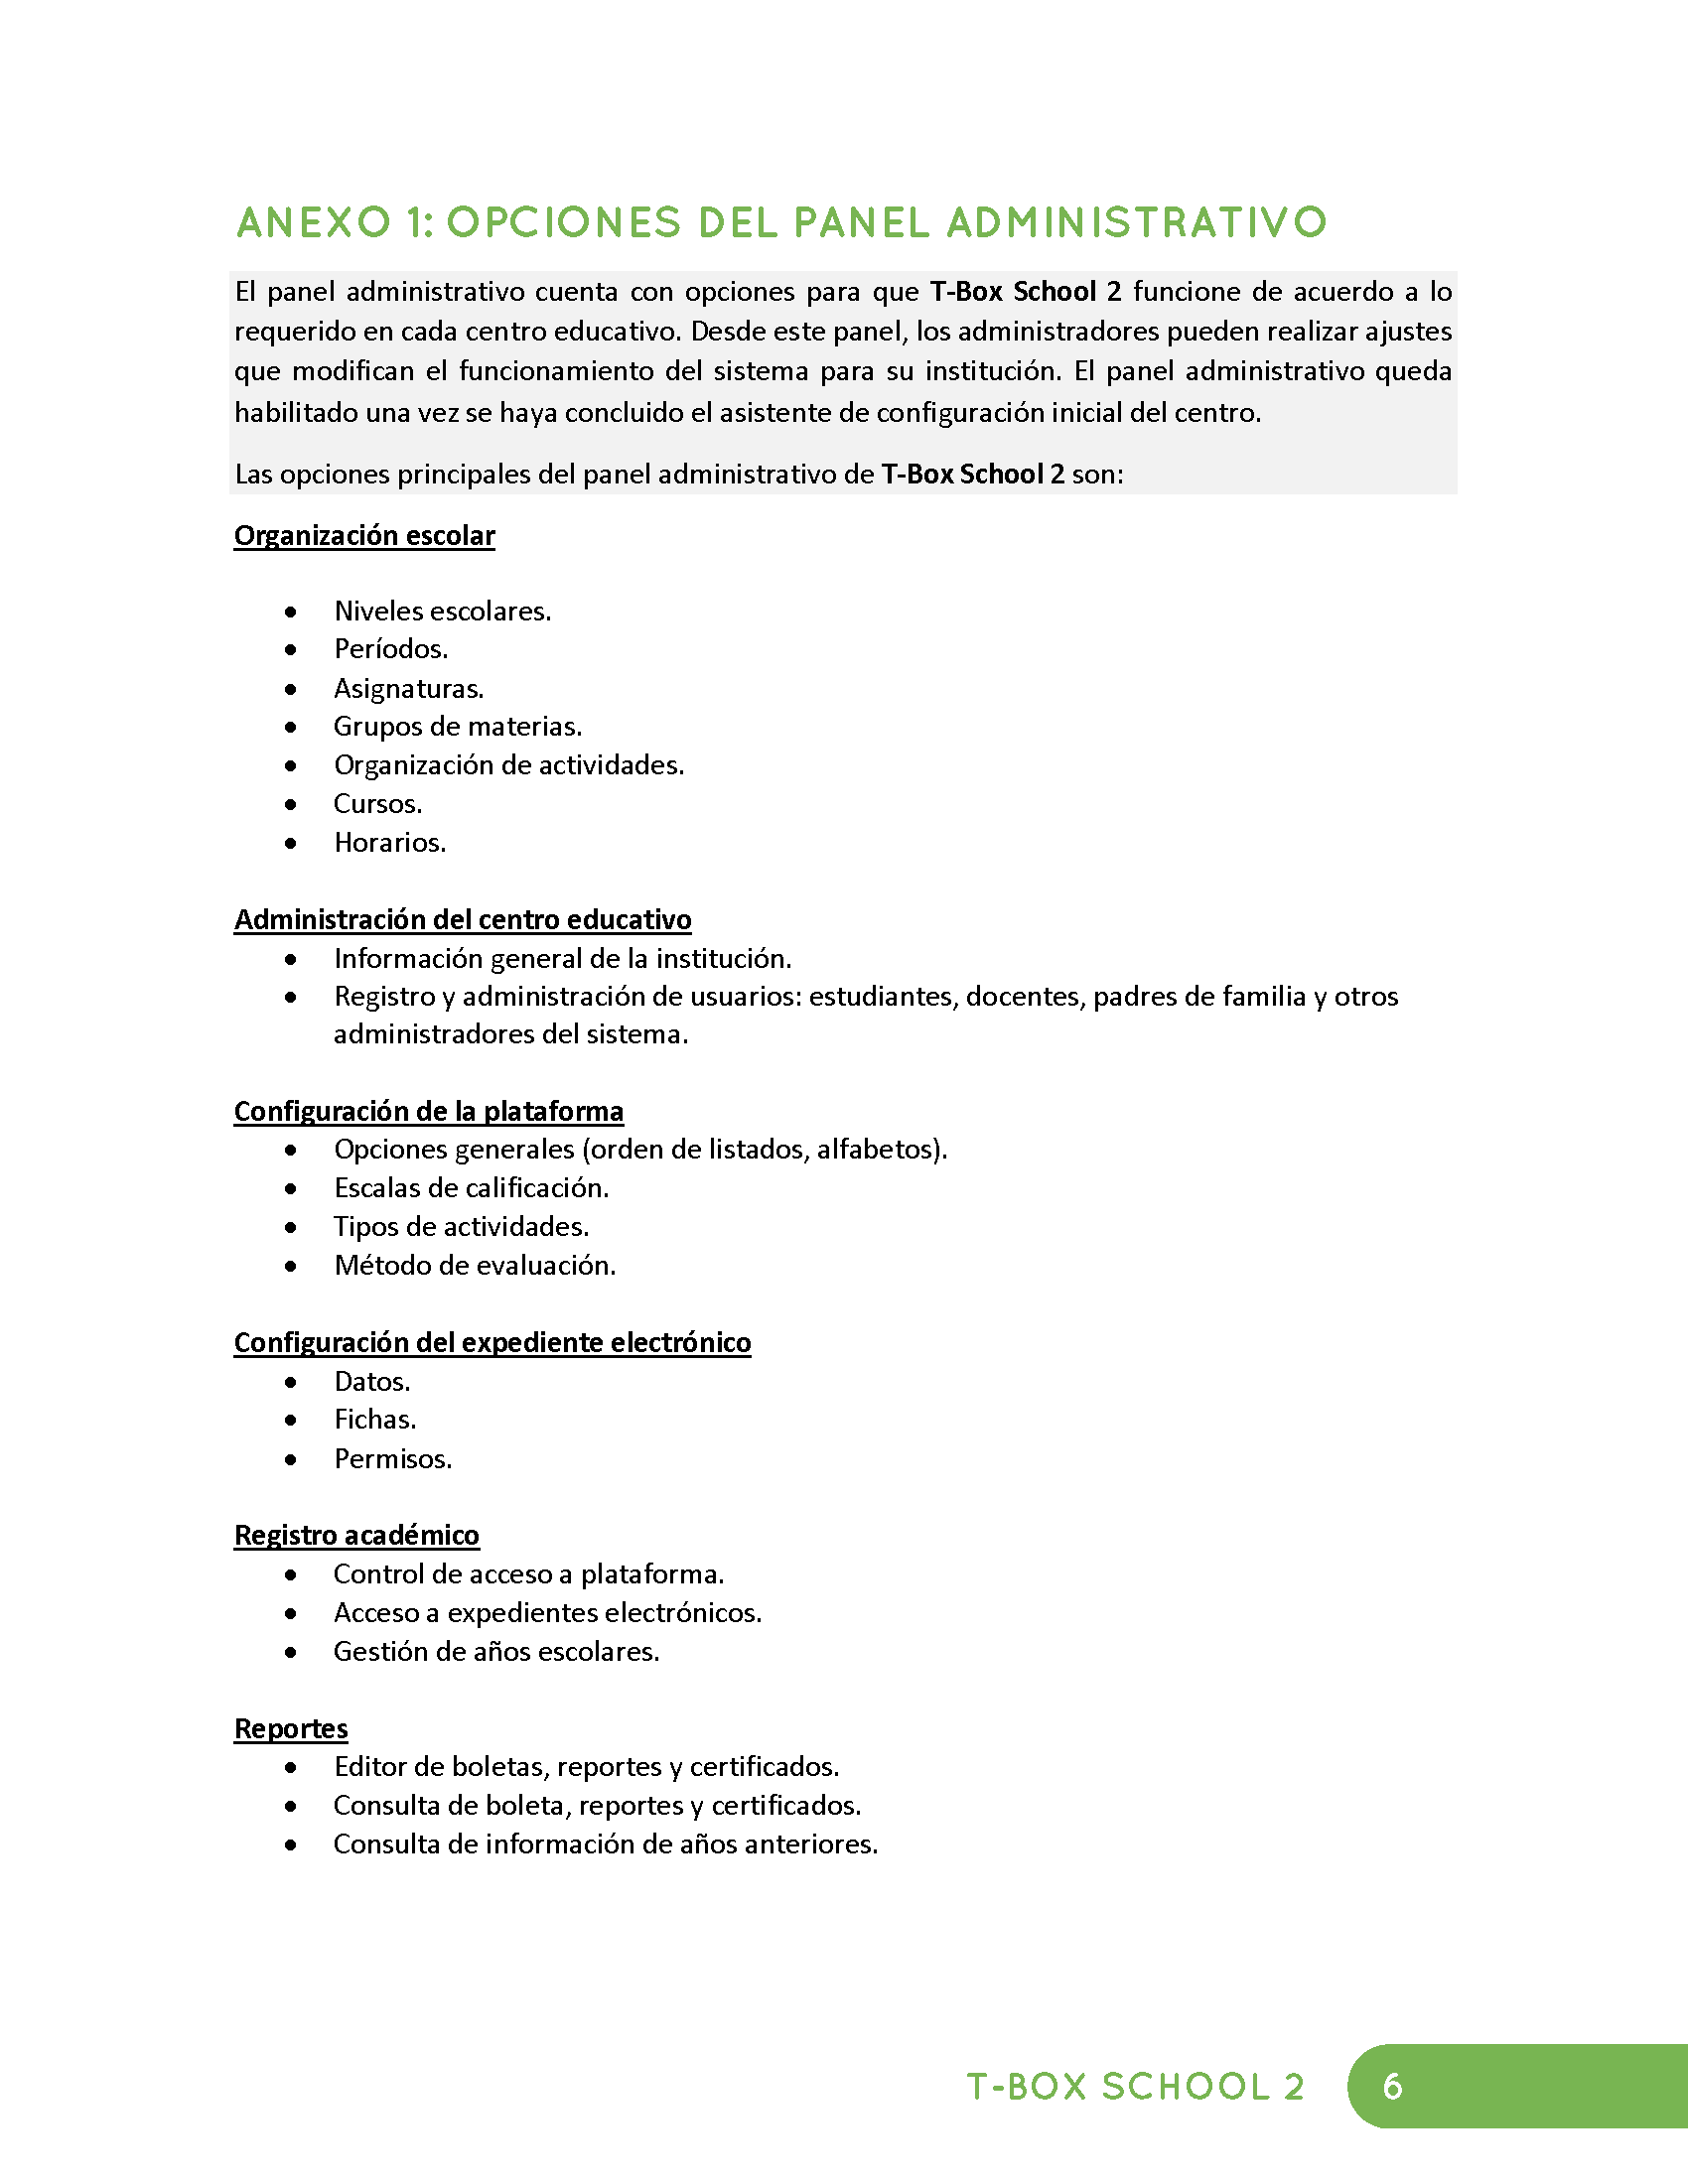 ANEXO 1: OPCIONES DEL PANEL ADMINISTRATIVO
El panel administrativo cuenta con opciones para que T-Box School 2 funcione de acuerdo a lo
requerido en cada centro educativo. Desde este panel, los administradores pueden realizar ajustes
que modifican el funcionamiento del sistema para su institución. El panel administrativo queda
habilitado una vez se haya concluido el asistente de configuración inicial del centro.
Las opciones principales del panel administrativo de T-Box School 2 son:
Organización escolar
• Niveles escolares.
• Períodos.
• Asignaturas.
• Grupos de materias.
• Organización de actividades.
• Cursos.
• Horarios.
Administración del centro educativo
• Información general de la institución.
• Registro y administración de usuarios: estudiantes, docentes, padres de familia y otros
administradores del sistema.
Configuración de la plataforma
• Opciones generales (orden de listados, alfabetos).
• Escalas de calificación.
• Tipos de actividades.
• Método de evaluación.
Configuración del expediente electrónico
• Datos.
• Fichas.
• Permisos.
Registro académico
• Control de acceso a plataforma.
• Acceso a expedientes electrónicos.
• Gestión de años escolares.
Reportes
• Editor de boletas, reportes y certificados.
• Consulta de boleta, reportes y certificados.
• Consulta de información de años anteriores.
T-BOX SCHOOL 2 6